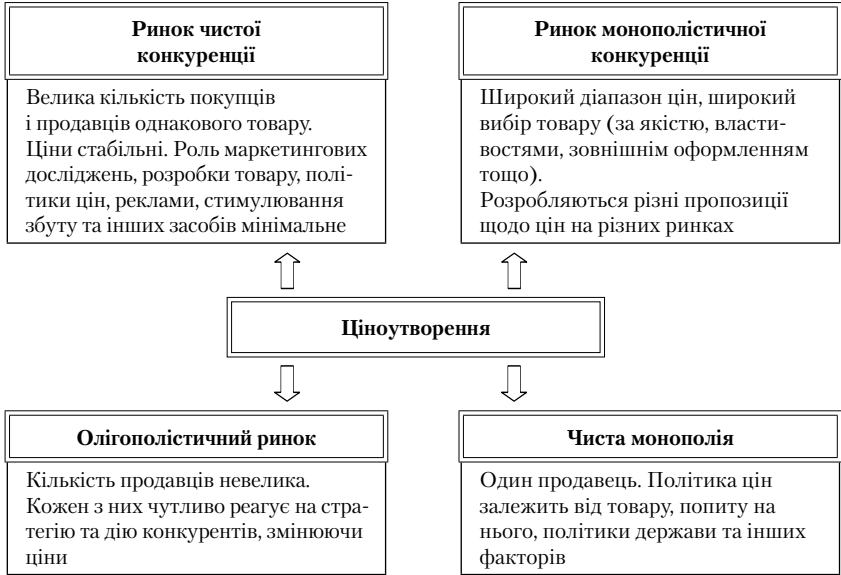 Ринок чистої
конкуренції
Велика кількість покупців
і продавців однакового товару.
Ціни стабільні. Роль маркетингових
досліджень, розробки товару, полі-
тики цін, реклами, стимулювання
збуту та інших засобів мінімальне
Ринок монополістичної
конкуренції
Широкий діапазон цін, широкий
вибір товару (за якістю, власти-
востями, зовнішнім оформленням
тощо).
Розробляються різні пропозиції
щодо цін на різних ринках
Ціноутворення
Олігополістичний ринок
Кількість продавців невелика.
Кожен з них чутливо реагує на стра-
тегію та дію конкурентів, змінюючи
ціни
Чиста монополія
Один продавець. Політика цін
залежить від товару, попиту на
нього, політики держави та інших
факторів